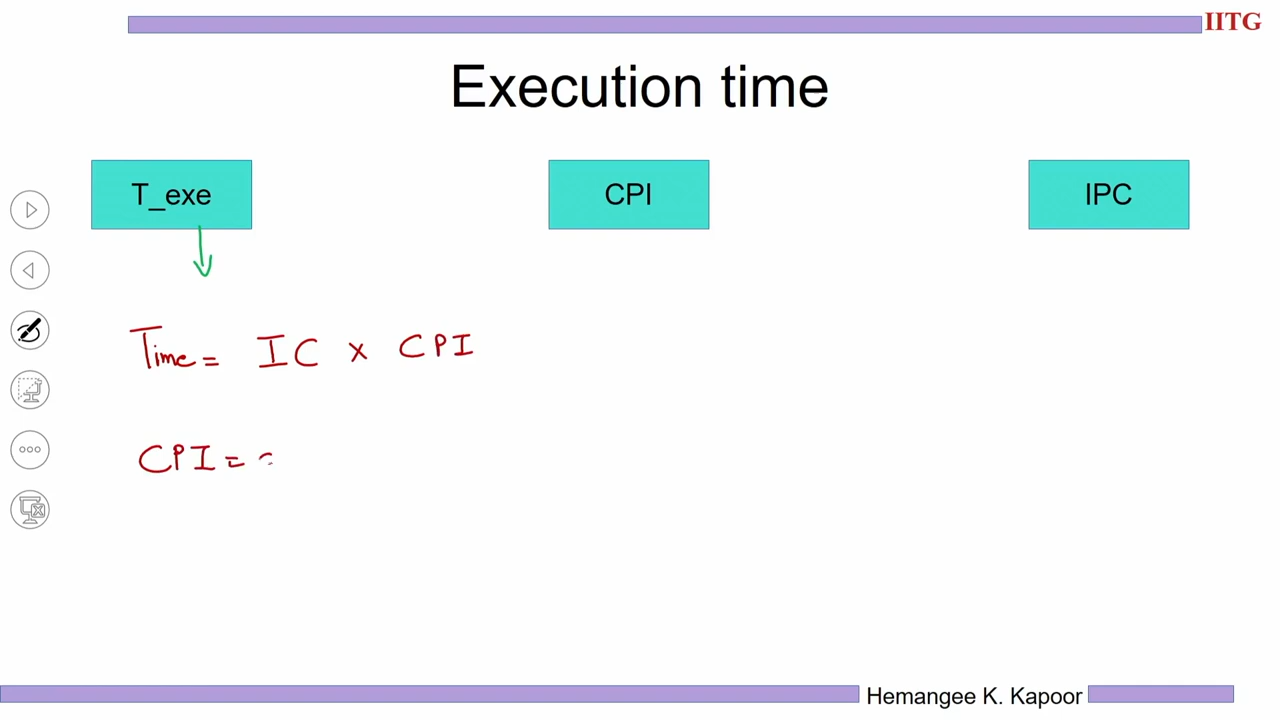 IITG
Execution time
T_exe CPI IPC
Time = IC x CPI
CPI =
Hemangee K. Kapoor